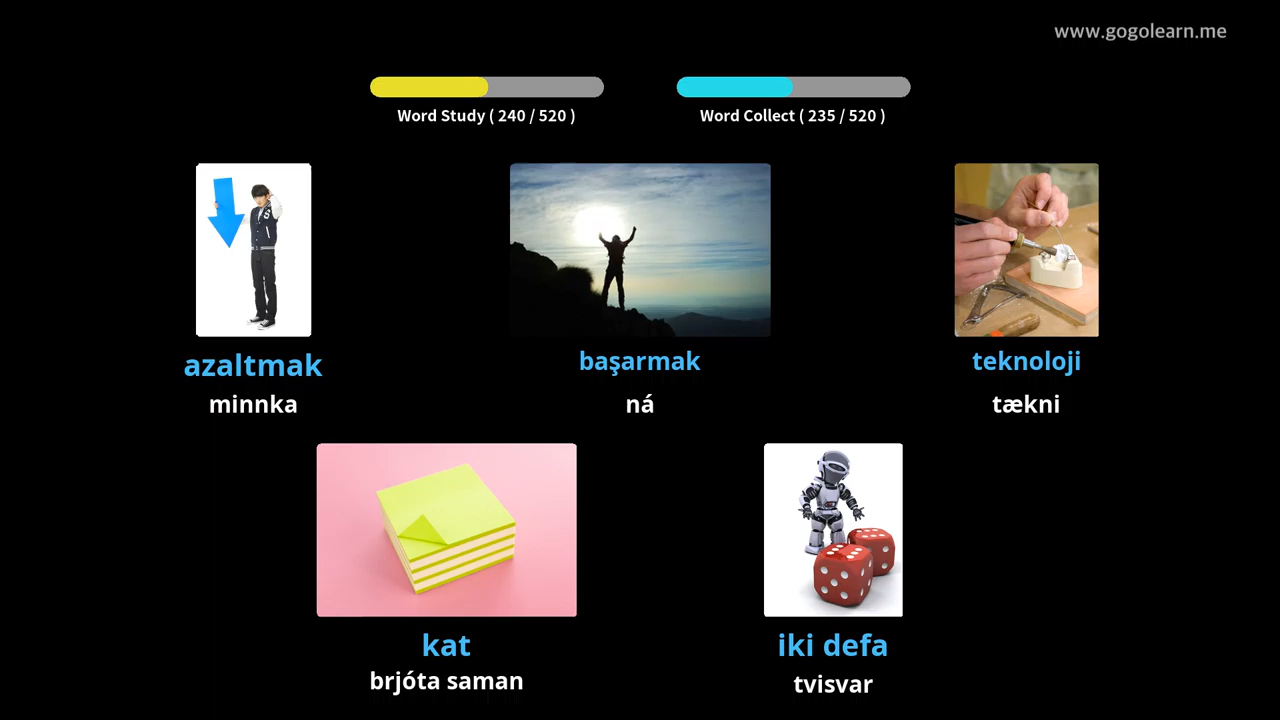 www.gogolearn.me
Word Study ( 240 / 520 )
Word Collect ( 235 / 520 )
azaltmak
minnka
başarmak
ná
teknoloji
tækni
kat
brjóta saman
iki defa
tvisvar